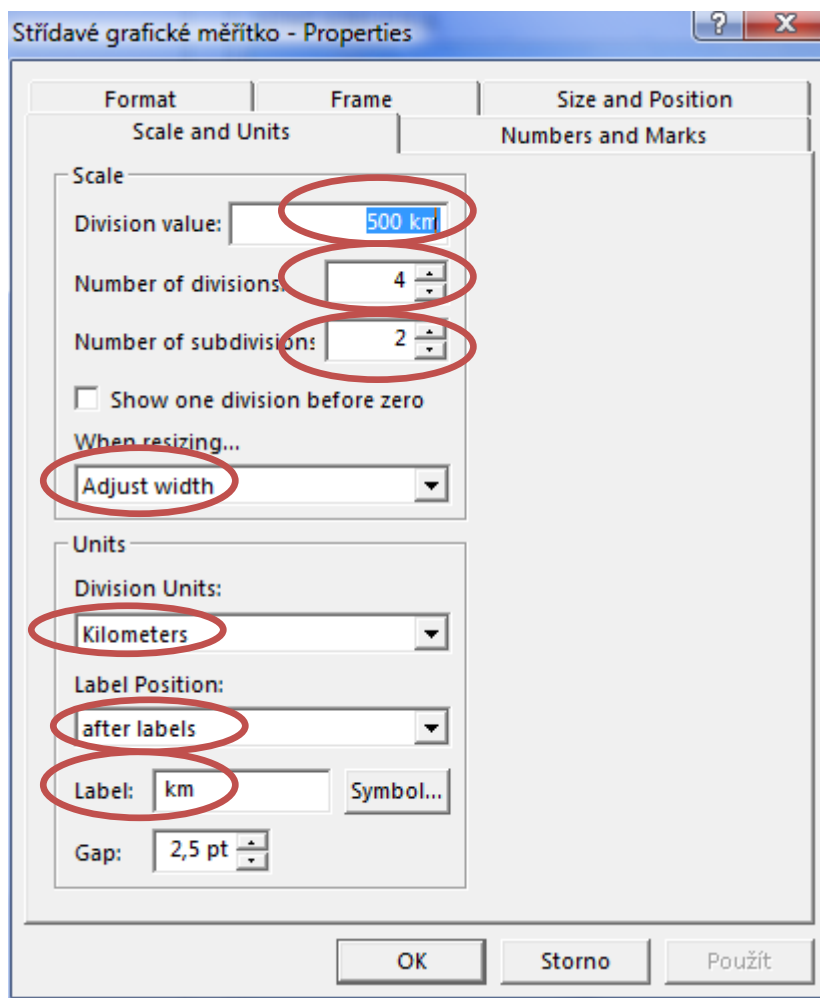 Střídavé grafické měřítko - Properties
Format Frame Size and Position
Scale and Units Numbers and Marks
Scale
Division value: 500 km
Number of divisions: 4
Number of subdivisions 2
Show one division before zero
When resizing...
Adjust width
Units
Division Units:
Kilometers
Label Position:
after labels
Label: km Symbol...
Gap: 2,5 pt
OK Storno Použít